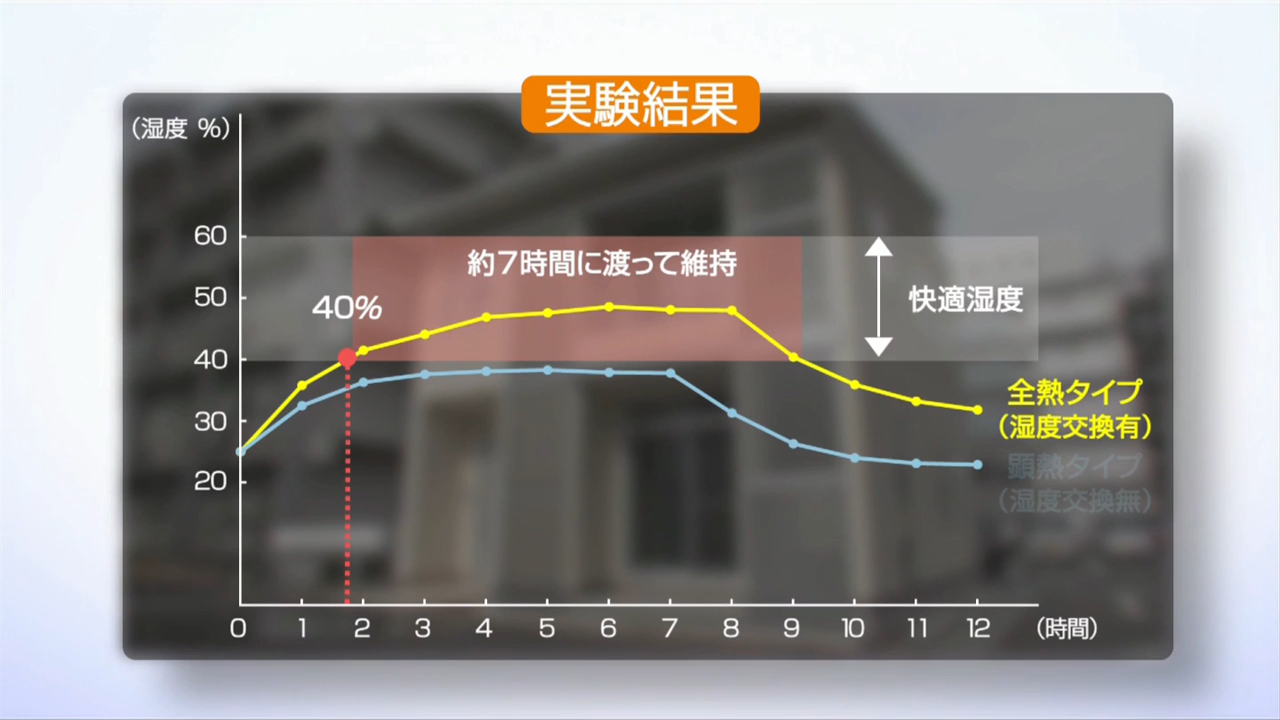 実験結果
（湿度 %）
60
約7時間に渡って維持
50
40%
快適湿度
40
全熱タイプ
（湿度交換有）
30
顕熱タイプ
（湿度交換無）
20
0 1 2 3 4 5 6 7 8 9 10 11 12 （時間）